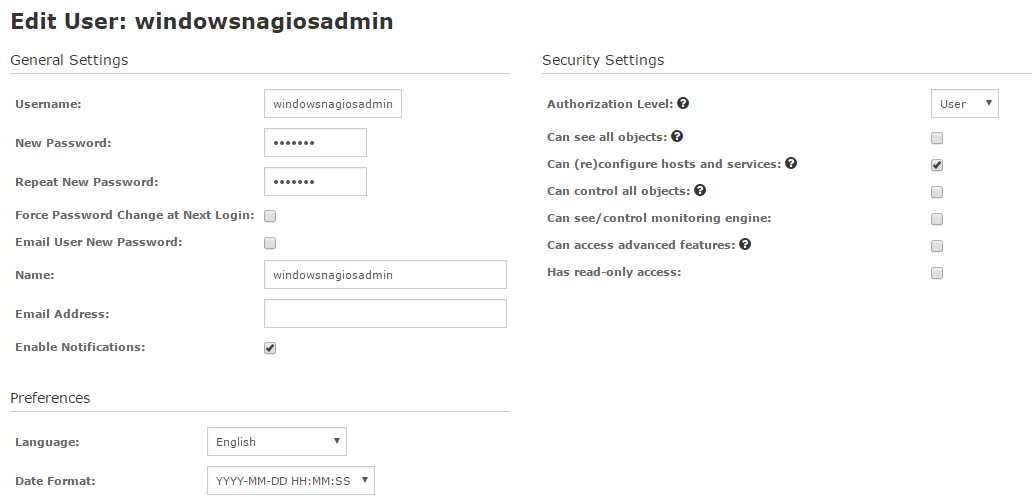 Edit User: windowsnagiosadmin
General Settings
Username: windowsnagiosadmin
New Password: •••••••
Repeat New Password: •••••••
Force Password Change at Next Login:
Email User New Password:
Name: windowsnagiosadmin
Email Address:
Enable Notifications:
Preferences
Language: English
Date Format: YYYY-MM-DD HH:MM:SS
Security Settings
Authorization Level: ? User
Can see all objects: ?
Can (re)configure hosts and services: ?
Can control all objects: ?
Can see/control monitoring engine:
Can access advanced features: ?
Has read-only access: